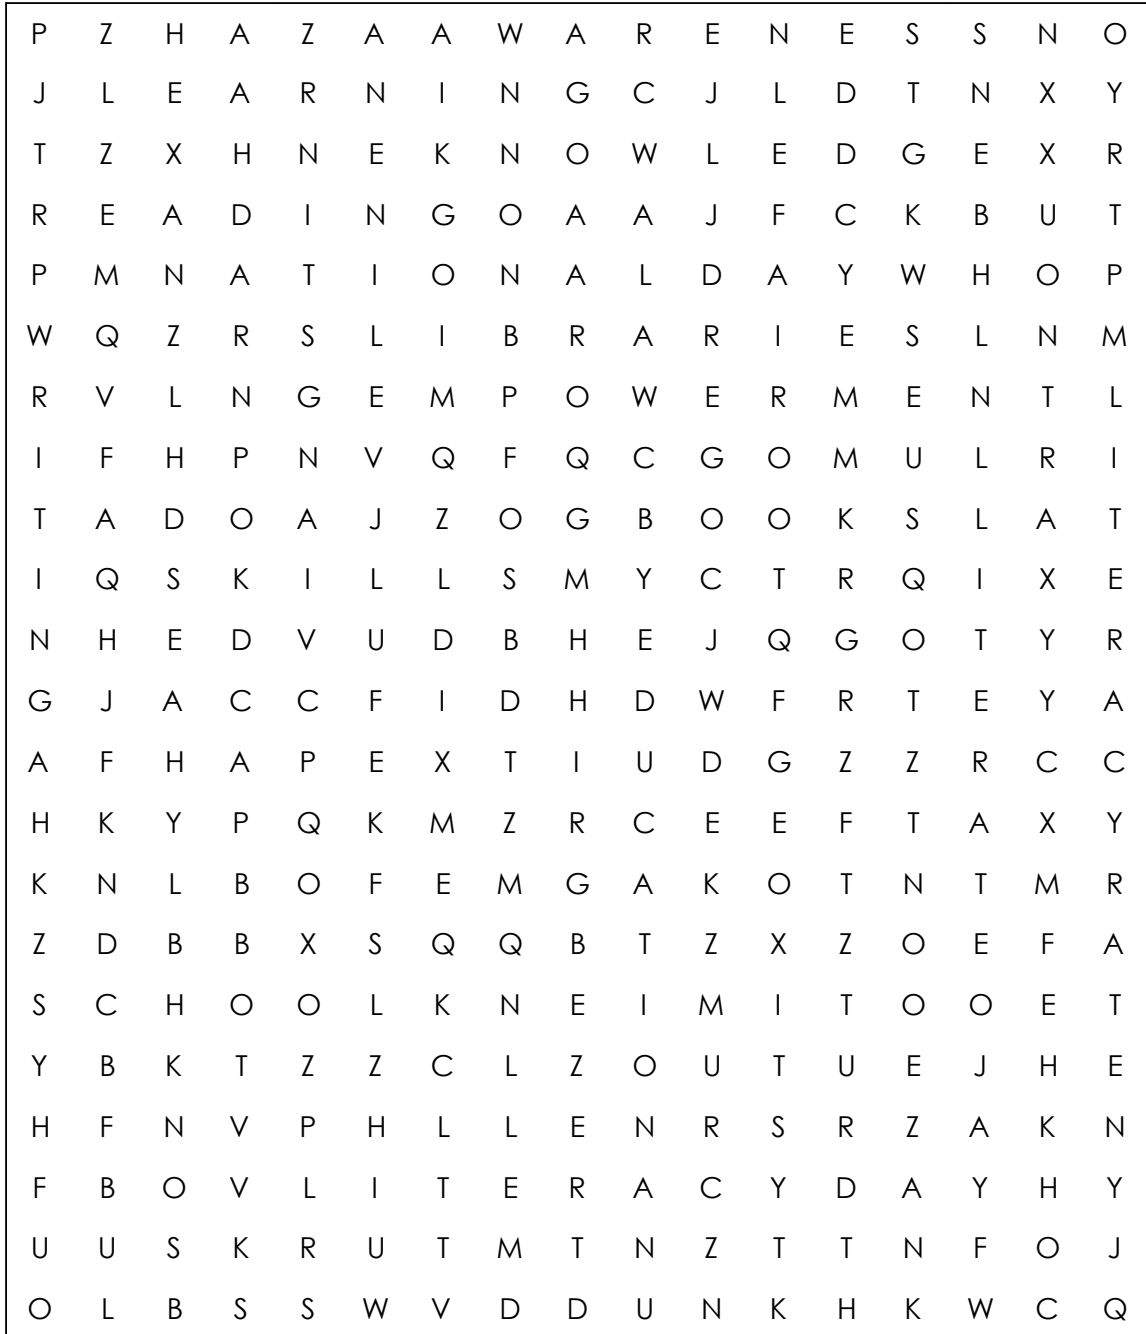 P Z H A Z A A W A R E N E S S N O
J L E A R N I N G C J L D T N X Y
T Z X H N E K N O W L E D G E X R
R E A D I N G O A A J F C K B U T
P M N A T I O N A L D A Y W H O P
W Q Z R S L I B R A R I E S L N M
R V L N G E M P O W E R M E N T L
I F H P N V Q F Q C G O M U L R I
T A D O A J Z O G B O O K S L A T
I Q S K I L L S M Y C T R Q I X E
N H E D V U D B H E J Q G O T Y R
G J A C C F I D H D W F R T E Y A
A F H A P E X T I U D G Z Z R C C
H K Y P Q K M Z R C E E F T A X Y
K N L B O F E M G A K O T N T M R
Z D B B X S Q Q B T Z X Z O E F A
S C H O O L K N E I M I T O O E T
Y B K T Z Z C L Z O U T U E J H E
H F N V P H L L E N R S R Z A K N
F B O V L I T E R A C Y D A Y H Y
U U S K R U T M T N Z T T N F O J
O L B S S W V D D U N K H K W C Q